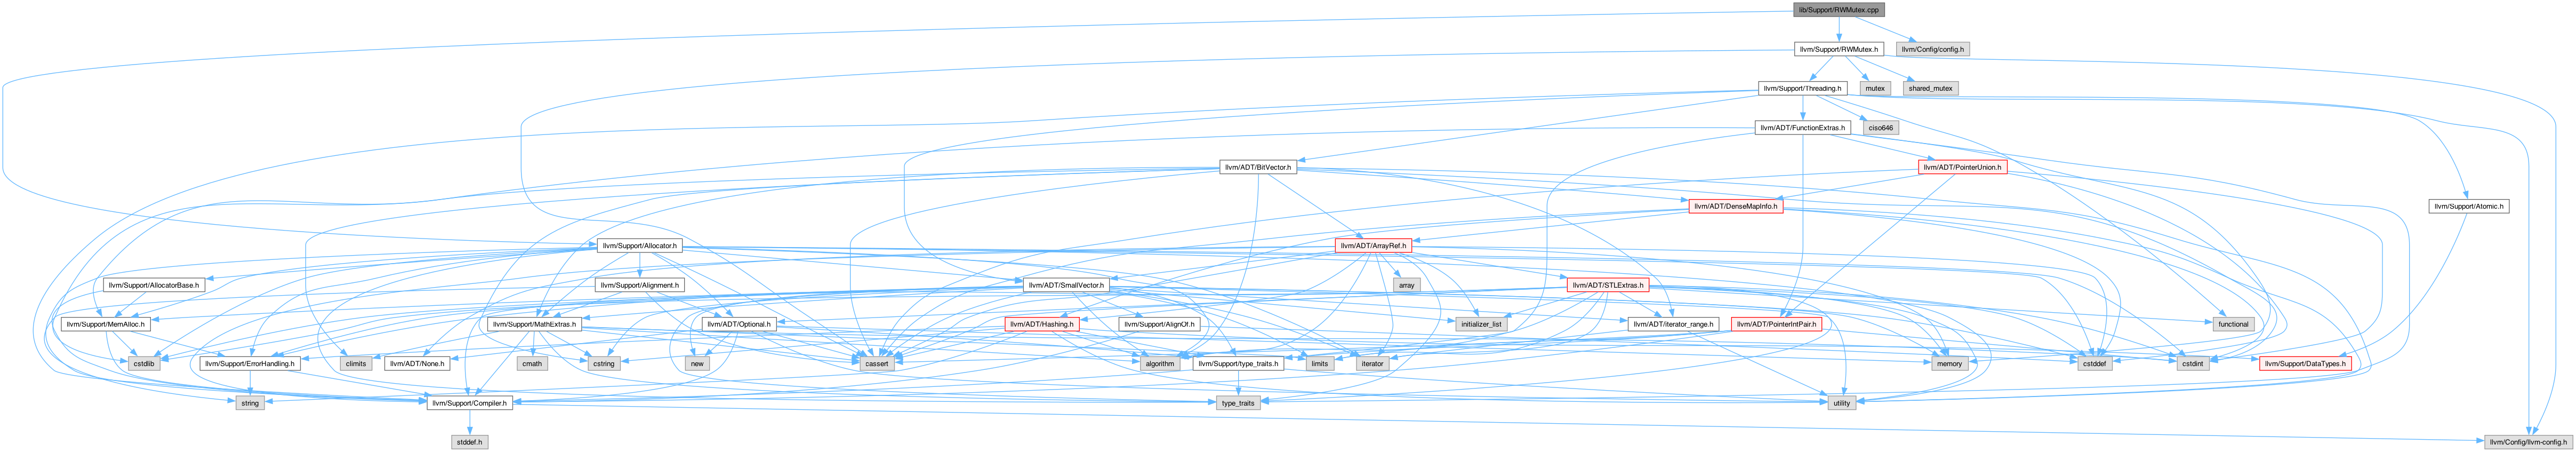 lib/Support/RWMutex.cpp
llvm/Support/RWMutex.h
llvm/Config/config.h
llvm/Support/Threading.h
mutex
shared_mutex
llvm/ADT/FunctionExtras.h
ciso646
llvm/ADT/BitVector.h
llvm/ADT/PointerUnion.h
llvm/ADT/DenseMapInfo.h
llvm/Support/Atomic.h
llvm/Support/Allocator.h
llvm/ADT/ArrayRef.h
llvm/Support/AllocatorBase.h
llvm/Support/Alignment.h
llvm/ADT/SmallVector.h
array
llvm/ADT/STLExtras.h
llvm/Support/MemAlloc.h
llvm/Support/MathExtras.h
llvm/ADT/Optional.h
llvm/ADT/Hashing.h
llvm/Support/AlignOf.h
initializer_list
llvm/ADT/iterator_range.h
llvm/ADT/PointerIntPair.h
functional
cstdlib
llvm/Support/ErrorHandling.h
climits
llvm/ADT/None.h
cmath
cstring
new
cassert
algorithm
llvm/Support/type_traits.h
limits
iterator
memory
cstddef
cstdint
llvm/Support/DataTypes.h
string
llvm/Support/Compiler.h
type_traits
utility
stddef.h
llvm/Config/llvm-config.h